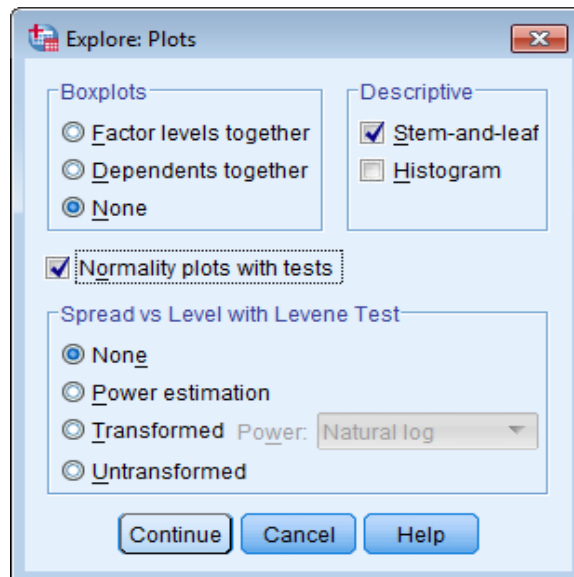 Explore: Plots
Boxplots
Factor levels together
Dependents together
None
Descriptive
Stem-and-leaf
Histogram
Normality plots with tests
Spread vs Level with Levene Test
None
Power estimation
Transformed Power: Natural log
Untransformed
Continue Cancel Help